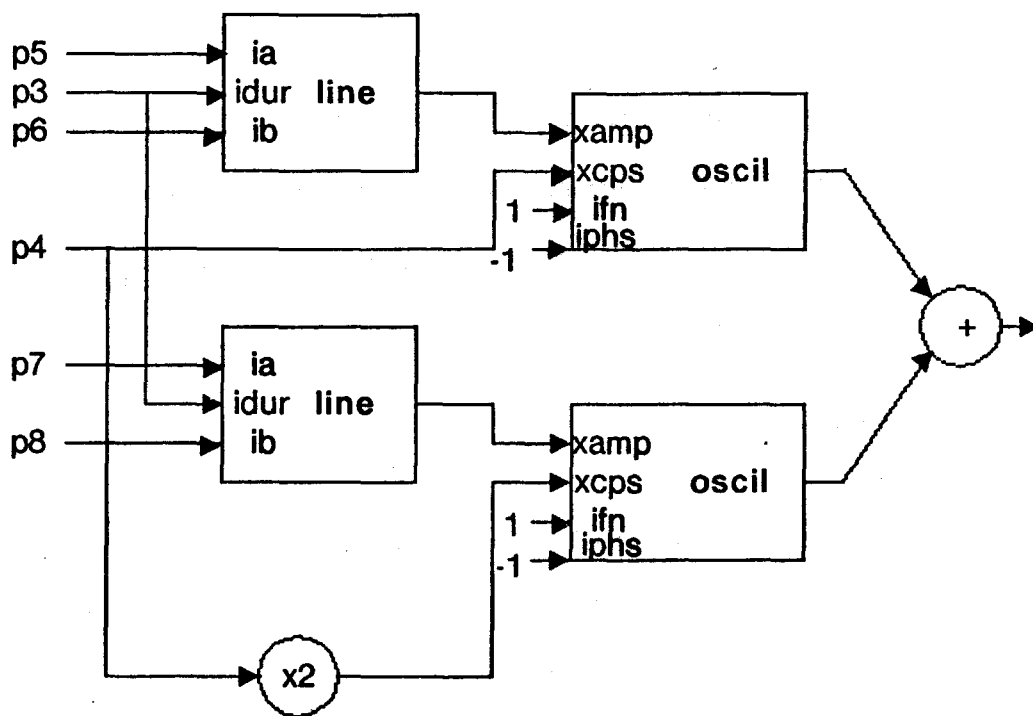 p5
p3
p6
ia
idur line
ib
p4
xamp
xcps oscil
1 ifn
-1 iphs
+
p7
p8
ia
idur line
ib
xamp
xcps oscil
1 ifn
-1 iphs
x2